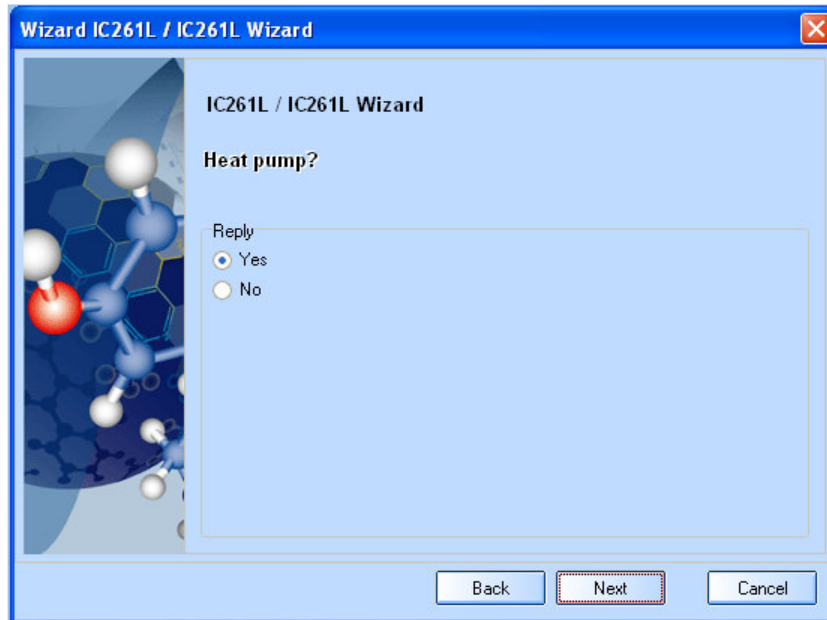 Wizard IC261L / IC261L Wizard
IC261L / IC261L Wizard
Heat pump?
Reply
Yes
No
Back Next Cancel